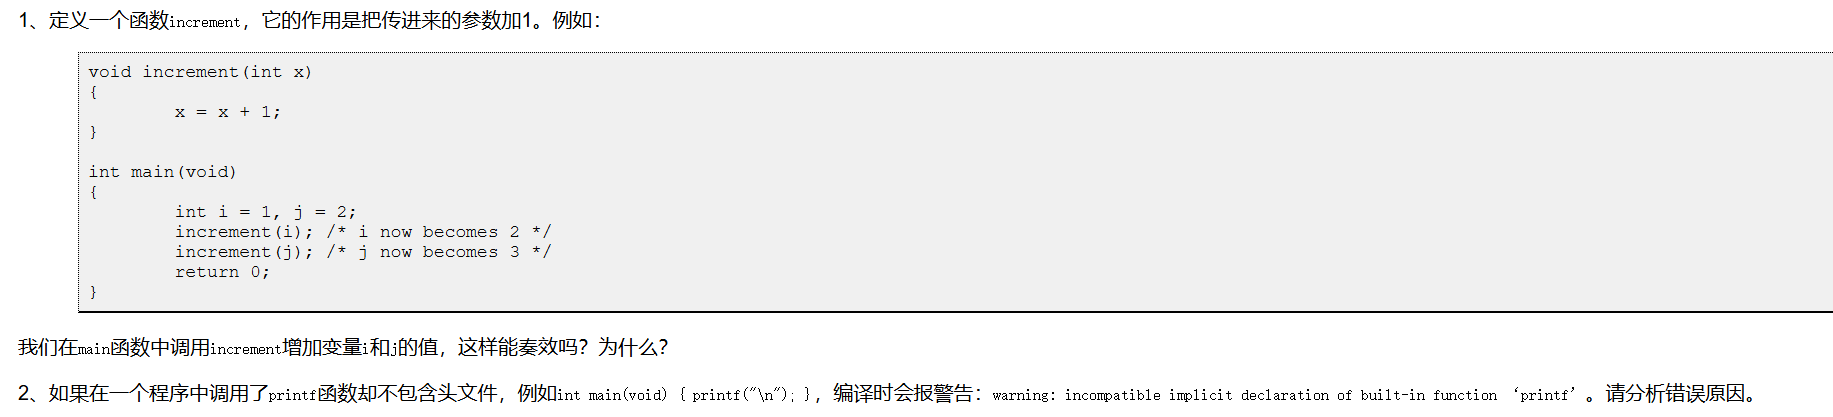 1、定义一个函数increment，它的作用是把传进来的参数加1。例如：
void increment(int x)
{
        x = x + 1;
}
int main(void)
{
        int i = 1, j = 2;
        increment(i); /* i now becomes 2 */
        increment(j); /* j now becomes 3 */
        return 0;
}
我们在main函数中调用increment增加变量i和j的值，这样能奏效吗？为什么？
2、如果在一个程序中调用了printf函数却不包含头文件，例如int main(void) { printf("\n"); }，编译时会报警告：warning: incompatible implicit declaration of built-in function ‘printf’。请分析错误原因。